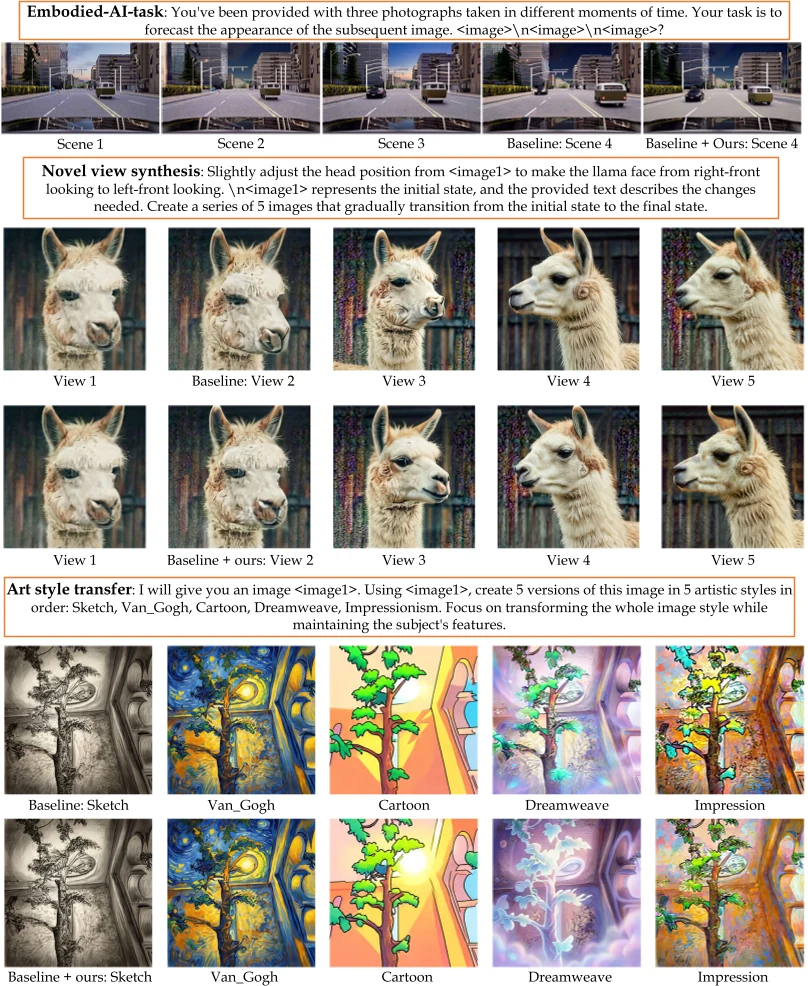 Embodied-AI-task: You've been provided with three photographs taken in different moments of time. Your task is to
forecast the appearance of the subsequent image. <image>\n<image>\n<image>?
Scene 1
Scene 2
Scene 3
Baseline: Scene 4
Baseline + Ours: Scene 4
Novel view synthesis: Slightly adjust the head position from <image1> to make the llama face from right-front
looking to left-front looking. \n<image1> represents the initial state, and the provided text describes the changes
needed. Create a series of 5 images that gradually transition from the initial state to the final state.
View 1
Baseline: View 2
View 3
View 4
View 5
View 1
Baseline + ours: View 2
View 3
View 4
View 5
Art style transfer: I will give you an image <image1>. Using <image1>, create 5 versions of this image in 5 artistic styles in
order: Sketch, Van_Gogh, Cartoon, Dreamweave, Impressionism. Focus on transforming the whole image style while
maintaining the subject's features.
Baseline: Sketch
Van_Gogh
Cartoon
Dreamweave
Impression
Baseline + ours: Sketch
Van_Gogh
Cartoon
Dreamweave
Impression